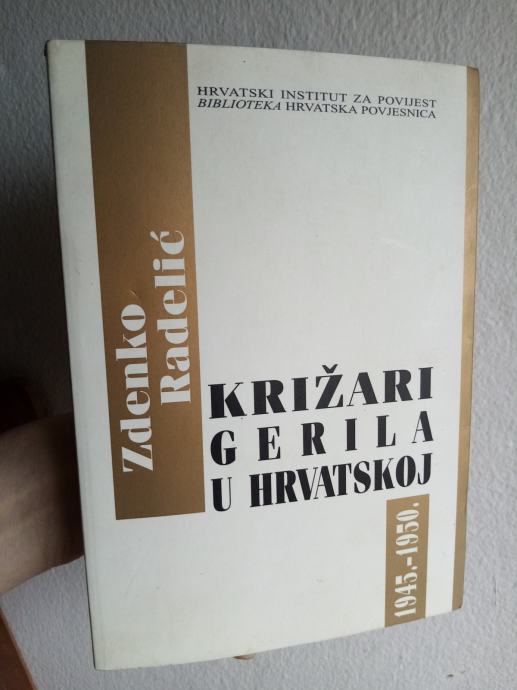 HRVATSKI INSTITUT ZA POVIJEST
BIBLIOTEKA HRVATSKA POVJESNICA
Zdenko
Radelić
KRIŽARI
GERILA
U HRVATSKOJ
1945.-1950.